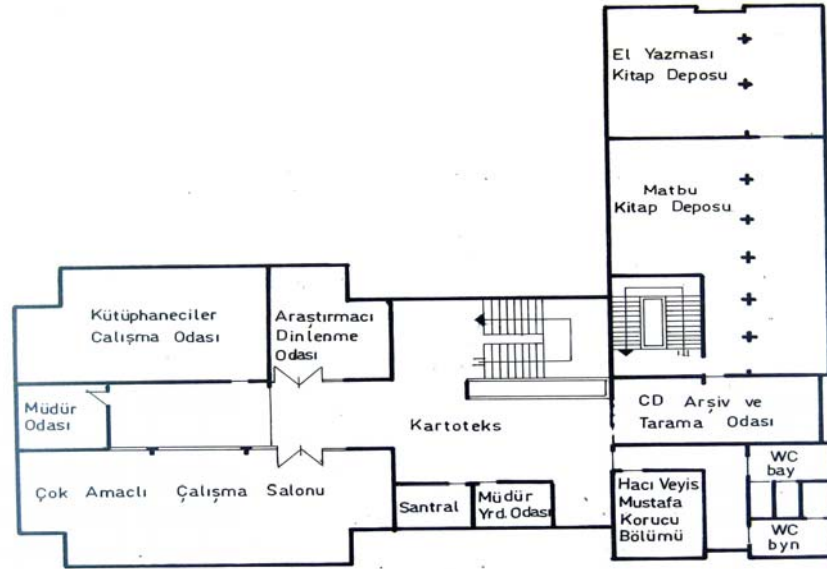 El Yazması
Kitap Deposu
Matbu
Kitap Deposu
Kütüphaneciler
Çalışma Odası
Araştırmacı
Dinlenme
Odası
Müdür
Odası
Kartoteks
CD Arşiv ve
Tarama Odası
Çok Amaclı Çalışma Salonu
Santral
Müdür
Yrd. Odası
Hacı Veyis
Mustafa
Korucu
Bölümü
WC
bay
WC
byn